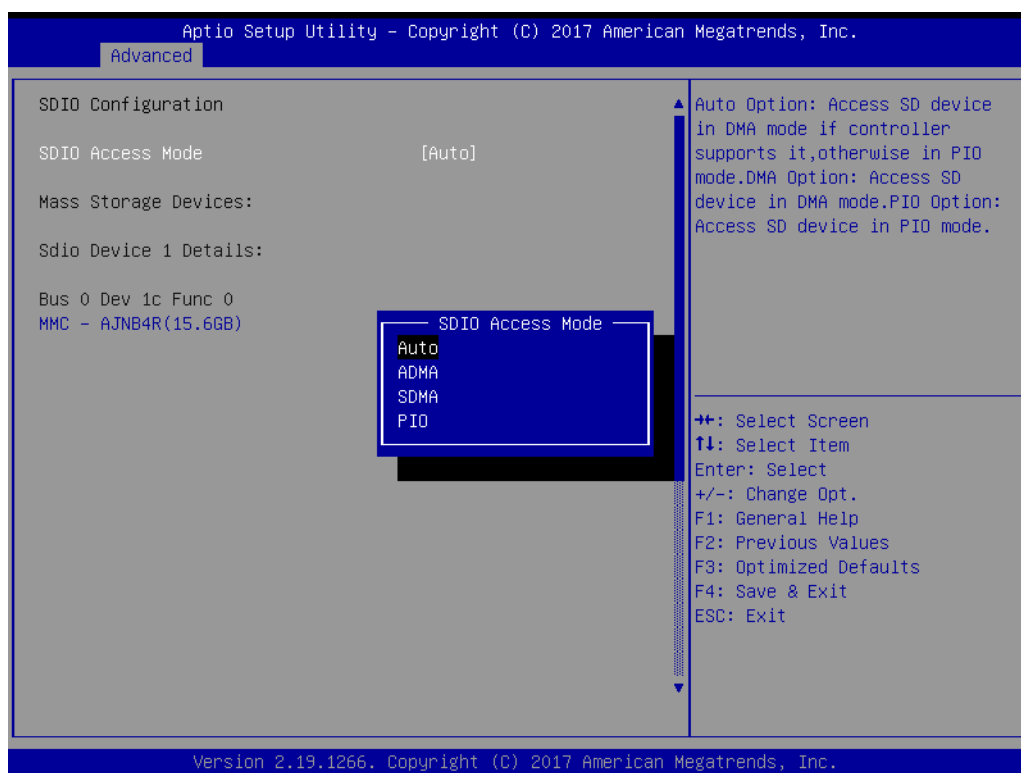 Aptio Setup Utility – Copyright (C) 2017 American Megatrends, Inc.
Advanced
SDIO Configuration
SDIO Access Mode [Auto]
Mass Storage Devices:
Sdio Device 1 Details:
Bus 0 Dev 1c Func 0
MMC - AJNB4R(15.6GB)
SDIO Access Mode
Auto
ADMA
SDMA
PIO
Auto Option: Access SD device
in DMA mode if controller
supports it,otherwise in PIO
mode.DMA Option: Access SD
device in DMA mode.PIO Option:
Access SD device in PIO mode.
→←: Select Screen
↑↓: Select Item
Enter: Select
+/-: Change Opt.
F1: General Help
F2: Previous Values
F3: Optimized Defaults
F4: Save & Exit
ESC: Exit
Version 2.19.1266. Copyright (C) 2017 American Megatrends, Inc.